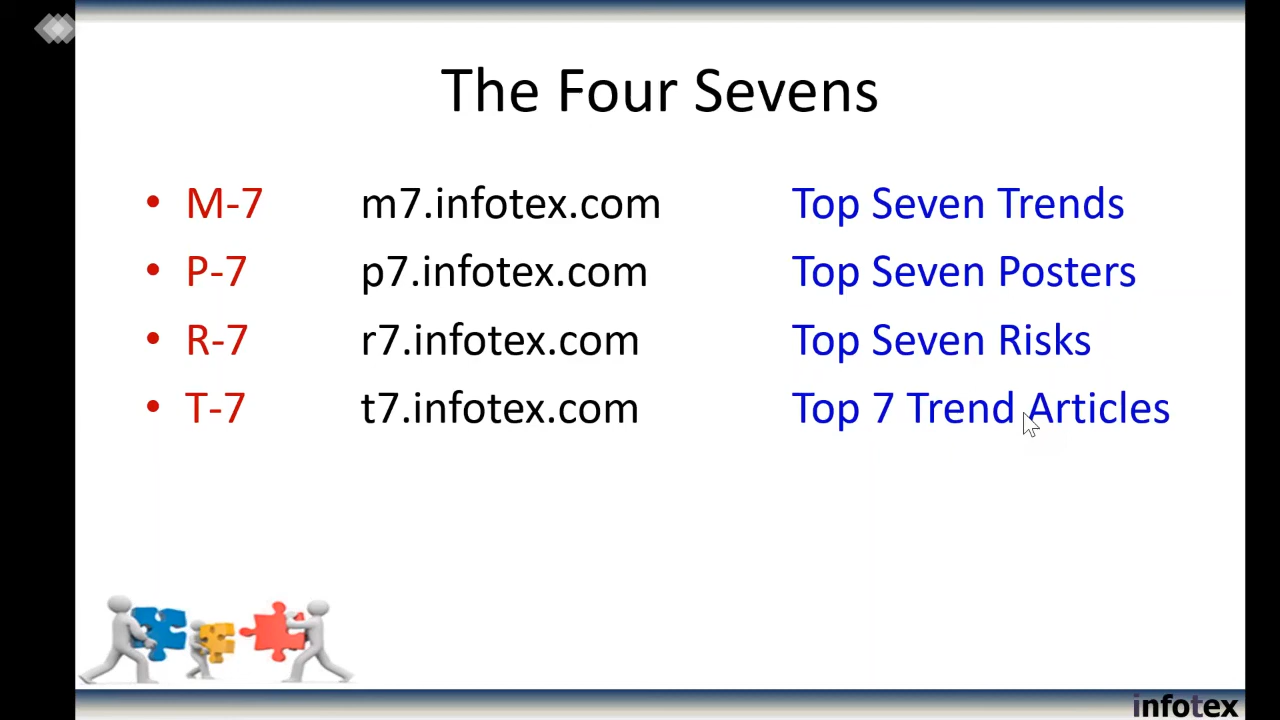 The Four Sevens
• M-7 m7.infotex.com Top Seven Trends
• P-7 p7.infotex.com Top Seven Posters
• R-7 r7.infotex.com Top Seven Risks
• T-7 t7.infotex.com Top 7 Trend Articles
infotex